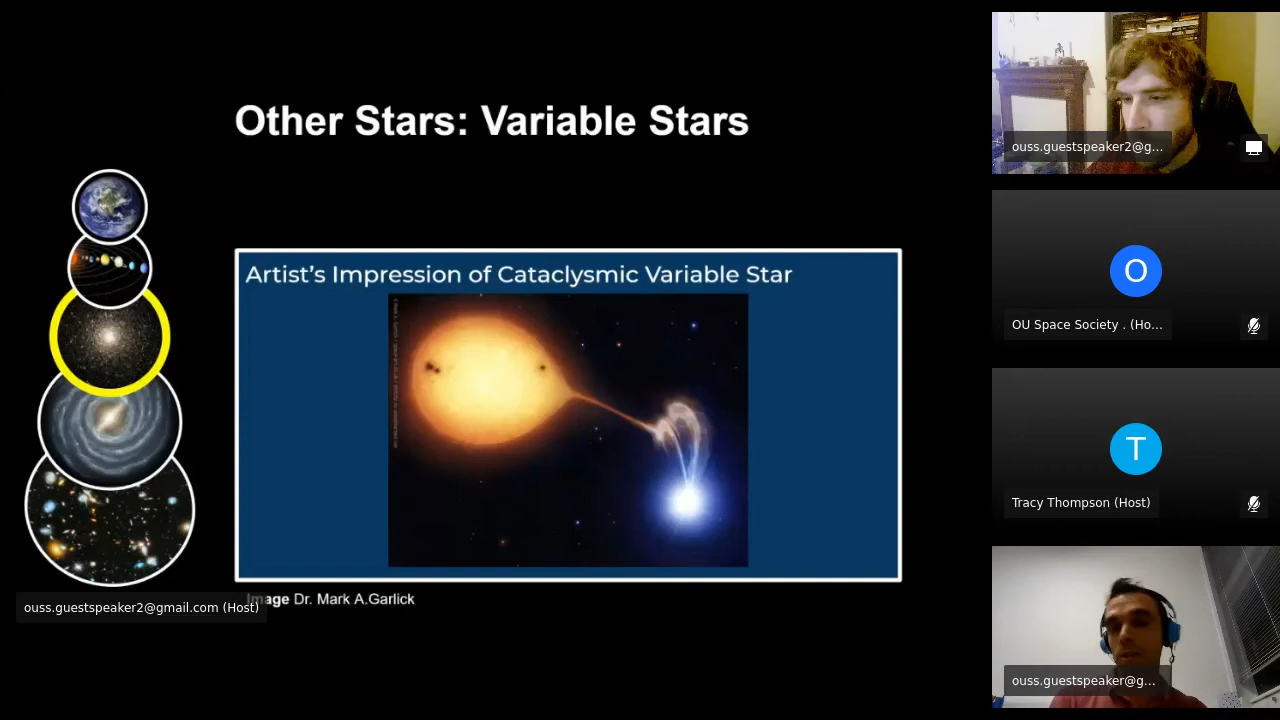 Other Stars: Variable Stars
Artist's Impression of Cataclysmic Variable Star
Image Dr. Mark A.Garlick
ouss.guestspeaker2@gmail.com (Host)
ouss.guestspeaker2@g...
O
OU Space Society . (Ho...
T
Tracy Thompson (Host)
ouss.guestspeaker@g...